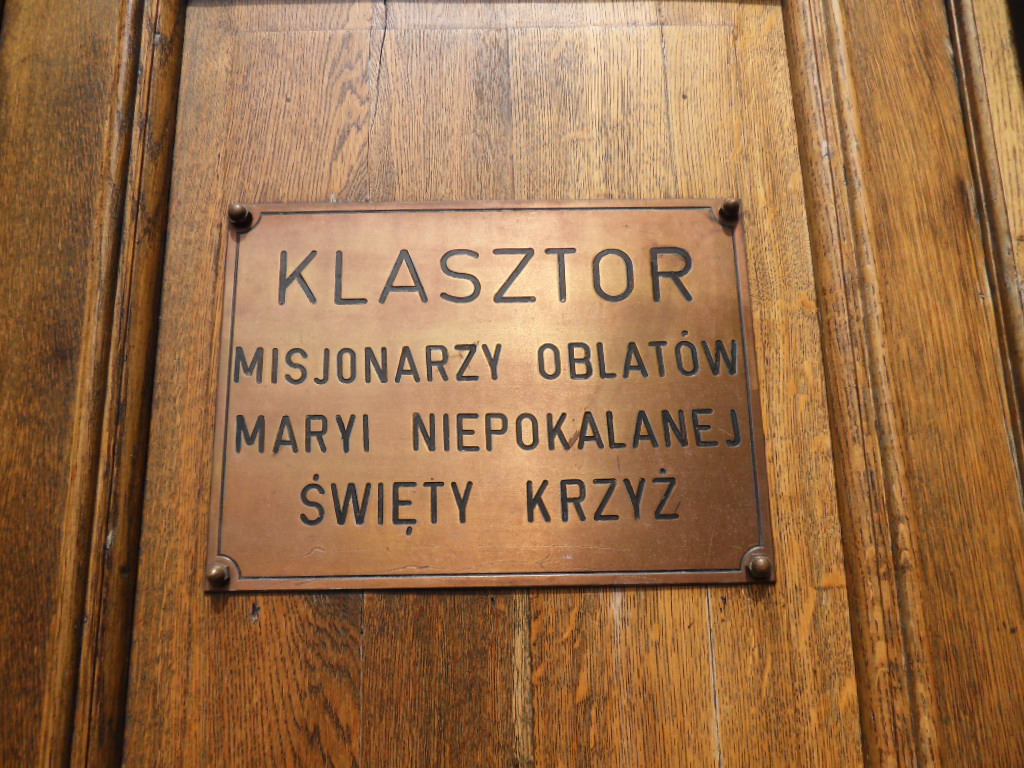 KLASZTOR
MISJONARZY OBLATÓW
MARYI NIEPOKALANEJ
ŚWIĘTY KRZYŻ